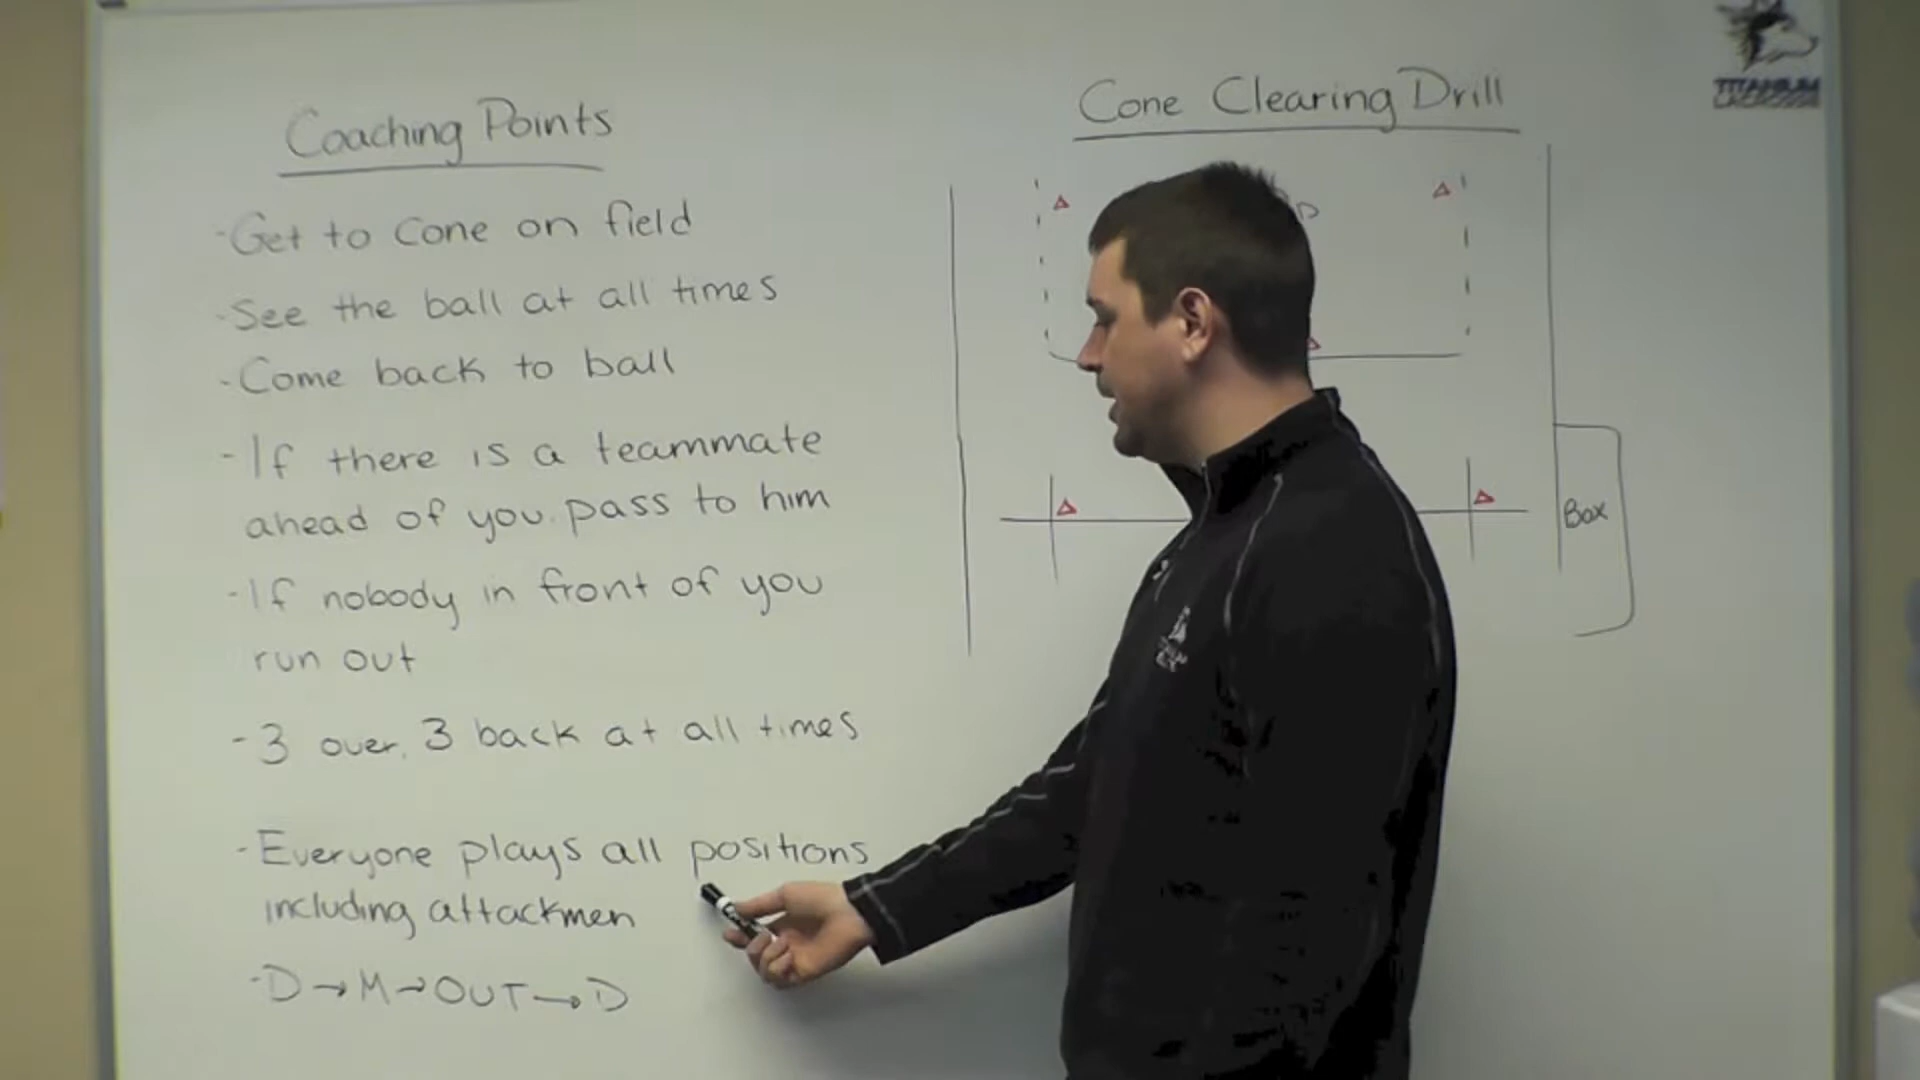 Coaching Points
- Get to cone on field
- See the ball at all times
- Come back to ball
- If there is a teammate
ahead of you, pass to him
- If nobody in front of you
run out
- 3 over, 3 back at all times
- Everyone plays all positions
including attackmen
- D → M → OUT → D
Cone Clearing Drill
Box
TITANIUM
LACROSSE